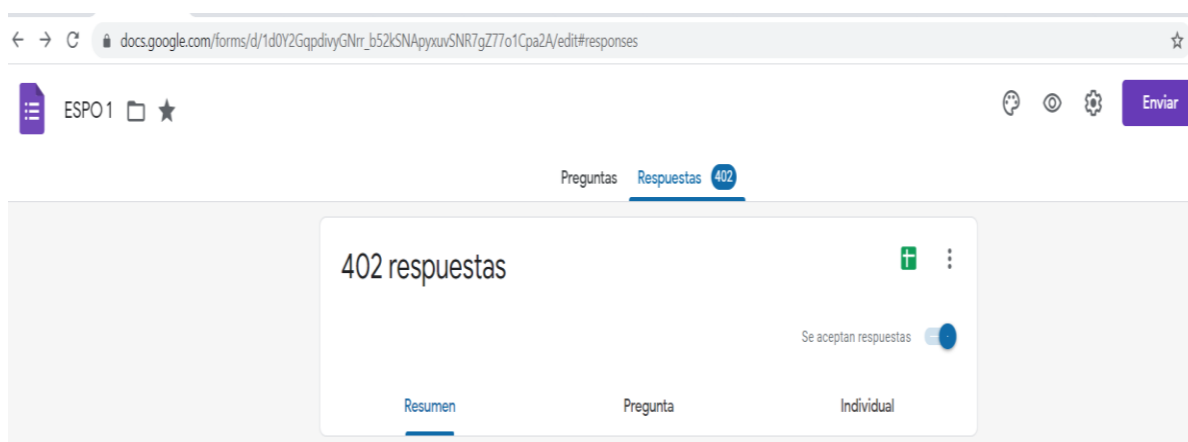 docs.google.com/forms/d/1d0Y2GqpdivyGNrr_b52kSNApyxuvSNR7gZ77o1Cpa2A/edit#responses
ESPO 1
Enviar
Preguntas Respuestas 402
402 respuestas
Se aceptan respuestas
Resumen Pregunta Individual